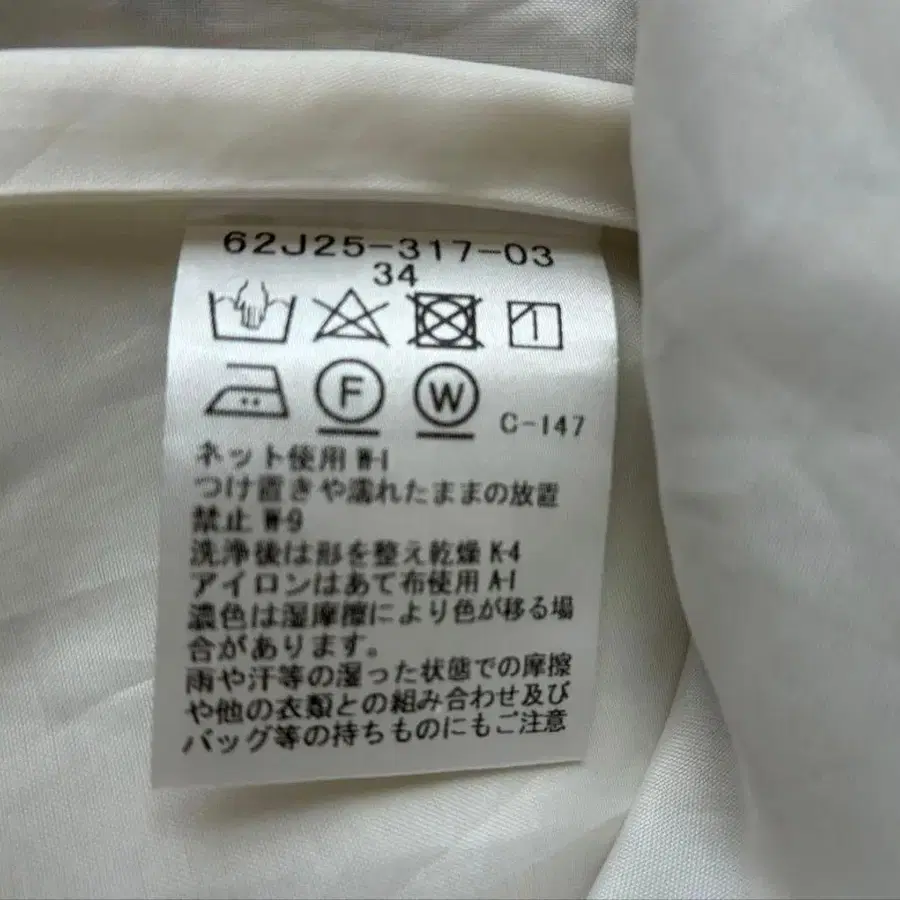 62J25-317-03
34
F W C-147
ネット使用 W-1
つけ置きや濡れたままの放置
禁止 W-9
洗浄後は形を整え乾燥 K-4
アイロンはあて布使用 A-1
濃色は湿摩擦により色が移る場
合があります。
雨や汗等の湿った状態での摩擦
や他の衣類との組み合わせ及び
バッグ等の持ちものにもご注意